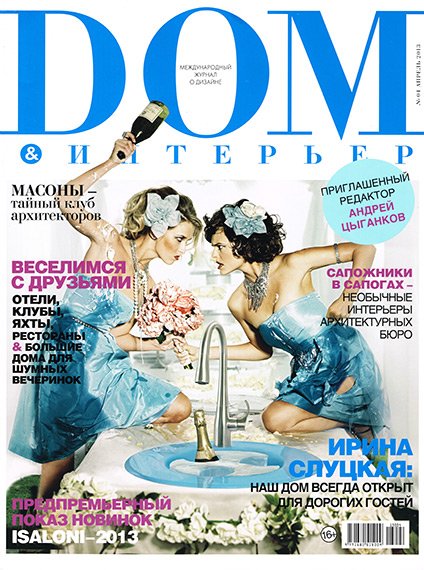 DOM
& ИНТЕРЬЕР
МЕЖДУНАРОДНЫЙ
ЖУРНАЛ
О ДИЗАЙНЕ
№ 04 АПРЕЛЬ 2013
МАСОНЫ –
тайный клуб
архитекторов
ПРИГЛАШЕННЫЙ
РЕДАКТОР
АНДРЕЙ
ЦЫГАНКОВ
ВЕСЕЛИМСЯ
С ДРУЗЬЯМИ
ОТЕЛИ,
КЛУБЫ,
ЯХТЫ,
РЕСТОРАНЫ
& БОЛЬШИЕ
ДОМА ДЛЯ
ШУМНЫХ
ВЕЧЕРИНОК
САПОЖНИКИ
В САПОГАХ –
НЕОБЫЧНЫЕ
ИНТЕРЬЕРЫ
АРХИТЕКТУРНЫХ
БЮРО
ИРИНА
СЛУЦКАЯ:
НАШ ДОМ ВСЕГДА ОТКРЫТ
ДЛЯ ДОРОГИХ ГОСТЕЙ
ПРЕДПРЕМЬЕРНЫЙ
ПОКАЗ НОВИНОК
ISALONI–2013
16+